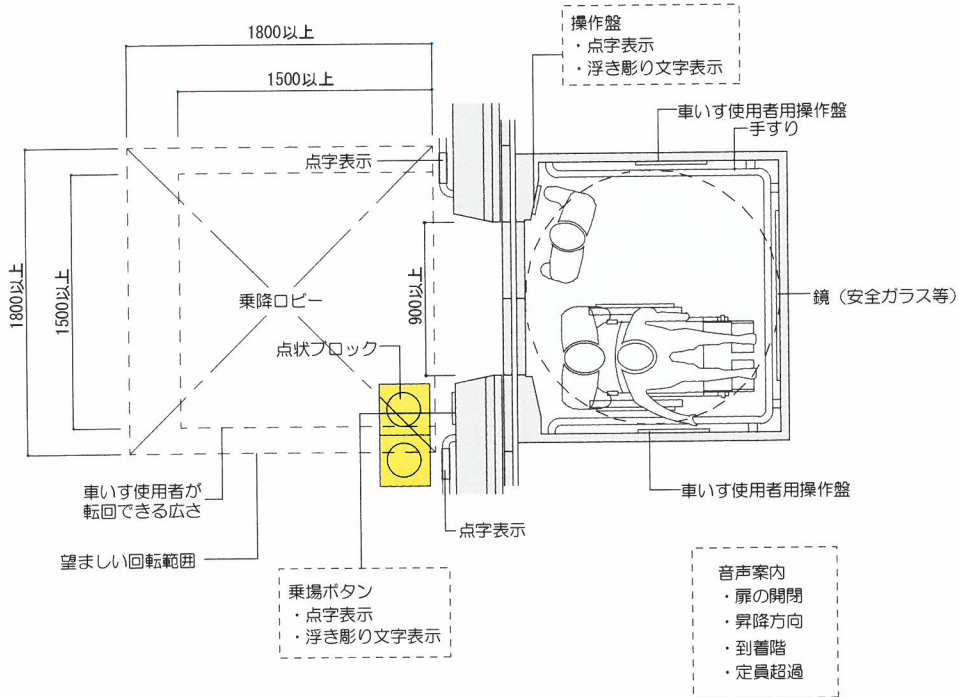 1800以上
1500以上
操作盤
・点字表示
・浮き彫り文字表示
車いす使用者用操作盤
手すり
点字表示
1800以上
1500以上
900以上
乗降ロビー
鏡（安全ガラス等）
点状ブロック
車いす使用者が
転回できる広さ
車いす使用者用操作盤
点字表示
望ましい回転範囲
乗場ボタン
・点字表示
・浮き彫り文字表示
音声案内
・扉の開閉
・昇降方向
・到着階
・定員超過